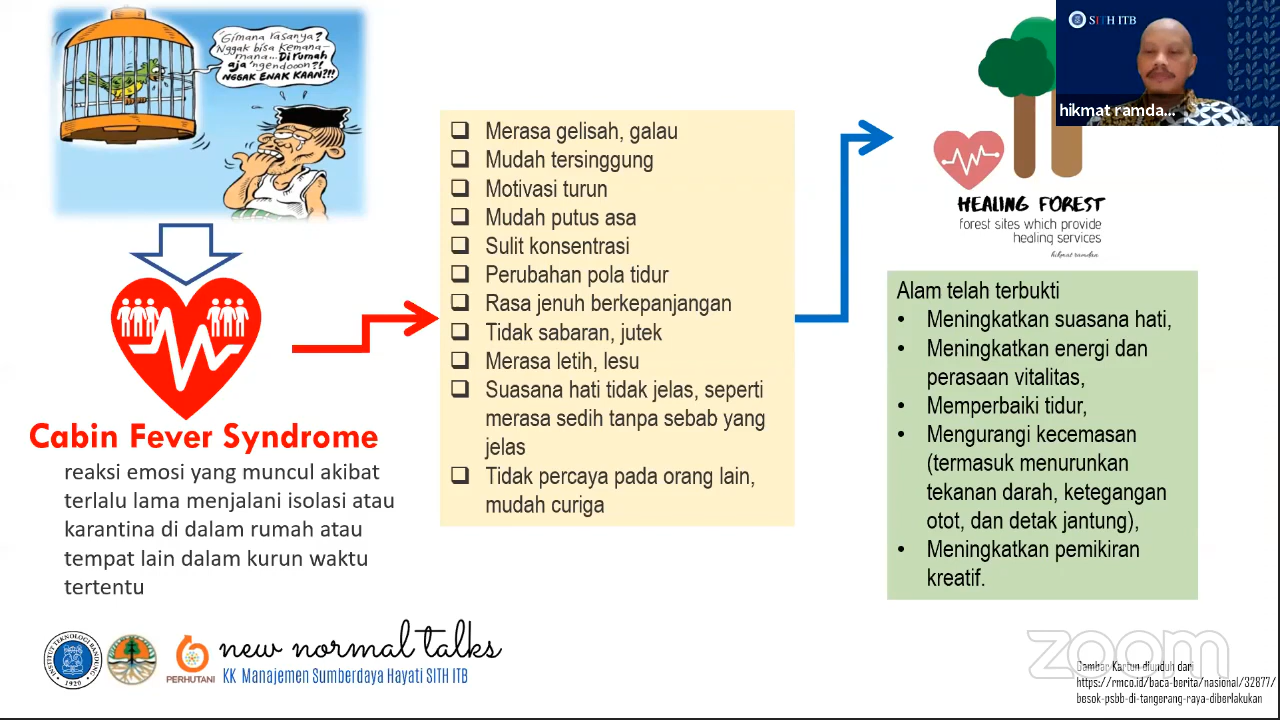 Gimana rasanya?
Nggak bisa kemana-
mana... Di rumah
aja 'ngendooon?!
NGGAK ENAK KAAN?!!
SITH ITB
hikmat ramda...
HEALING FOREST
forest sites which provide
healing services
hikmat ramdan
Cabin Fever Syndrome
reaksi emosi yang muncul akibat
terlalu lama menjalani isolasi atau
karantina di dalam rumah atau
tempat lain dalam kurun waktu
tertentu
❑ Merasa gelisah, galau
❑ Mudah tersinggung
❑ Motivasi turun
❑ Mudah putus asa
❑ Sulit konsentrasi
❑ Perubahan pola tidur
❑ Rasa jenuh berkepanjangan
❑ Tidak sabaran, jutek
❑ Merasa letih, lesu
❑ Suasana hati tidak jelas, seperti
merasa sedih tanpa sebab yang
jelas
❑ Tidak percaya pada orang lain,
mudah curiga
Alam telah terbukti
• Meningkatkan suasana hati,
• Meningkatkan energi dan
perasaan vitalitas,
• Memperbaiki tidur,
• Mengurangi kecemasan
(termasuk menurunkan
tekanan darah, ketegangan
otot, dan detak jantung),
• Meningkatkan pemikiran
kreatif.
INSTITUT TEKNOLOGI BANDUNG
1920
PERHUTANI
new normal talks
KK Manajemen Sumberdaya Hayati SITH ITB
zoom
Gambar Kartun diunduh dari
https://rmco.id/baca-berita/nasional/32877/
besok-psbb-di-tangerang-raya-diberlakukan